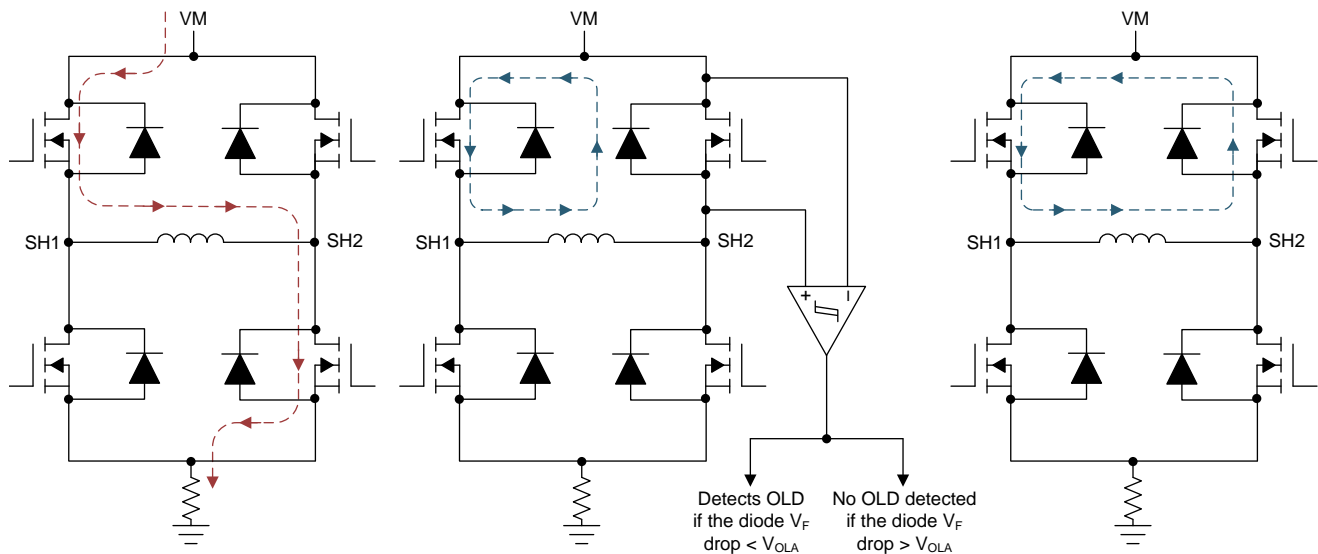 VM
VM
VM
SH1
SH2
SH1
SH2
SH1
SH2
+
−
Detects OLD
if the diode VF
drop < VOLA
No OLD detected
if the diode VF
drop > VOLA